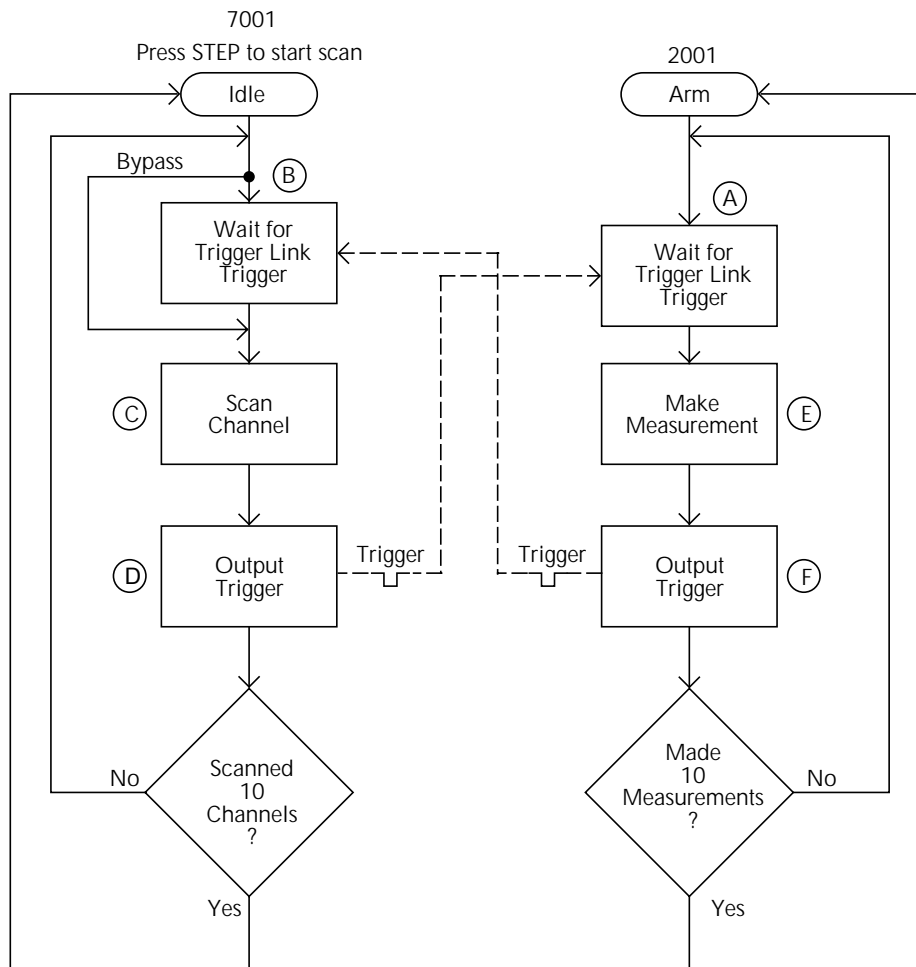 7001
Press STEP to start scan
Idle
Bypass
B
Wait for
Trigger Link
Trigger
C
Scan
Channel
D
Output
Trigger
Trigger
No
Scanned
10
Channels
?
Yes
2001
Arm
A
Wait for
Trigger Link
Trigger
Make
Measurement
E
Trigger
Output
Trigger
F
Made
10
Measurements
?
No
Yes